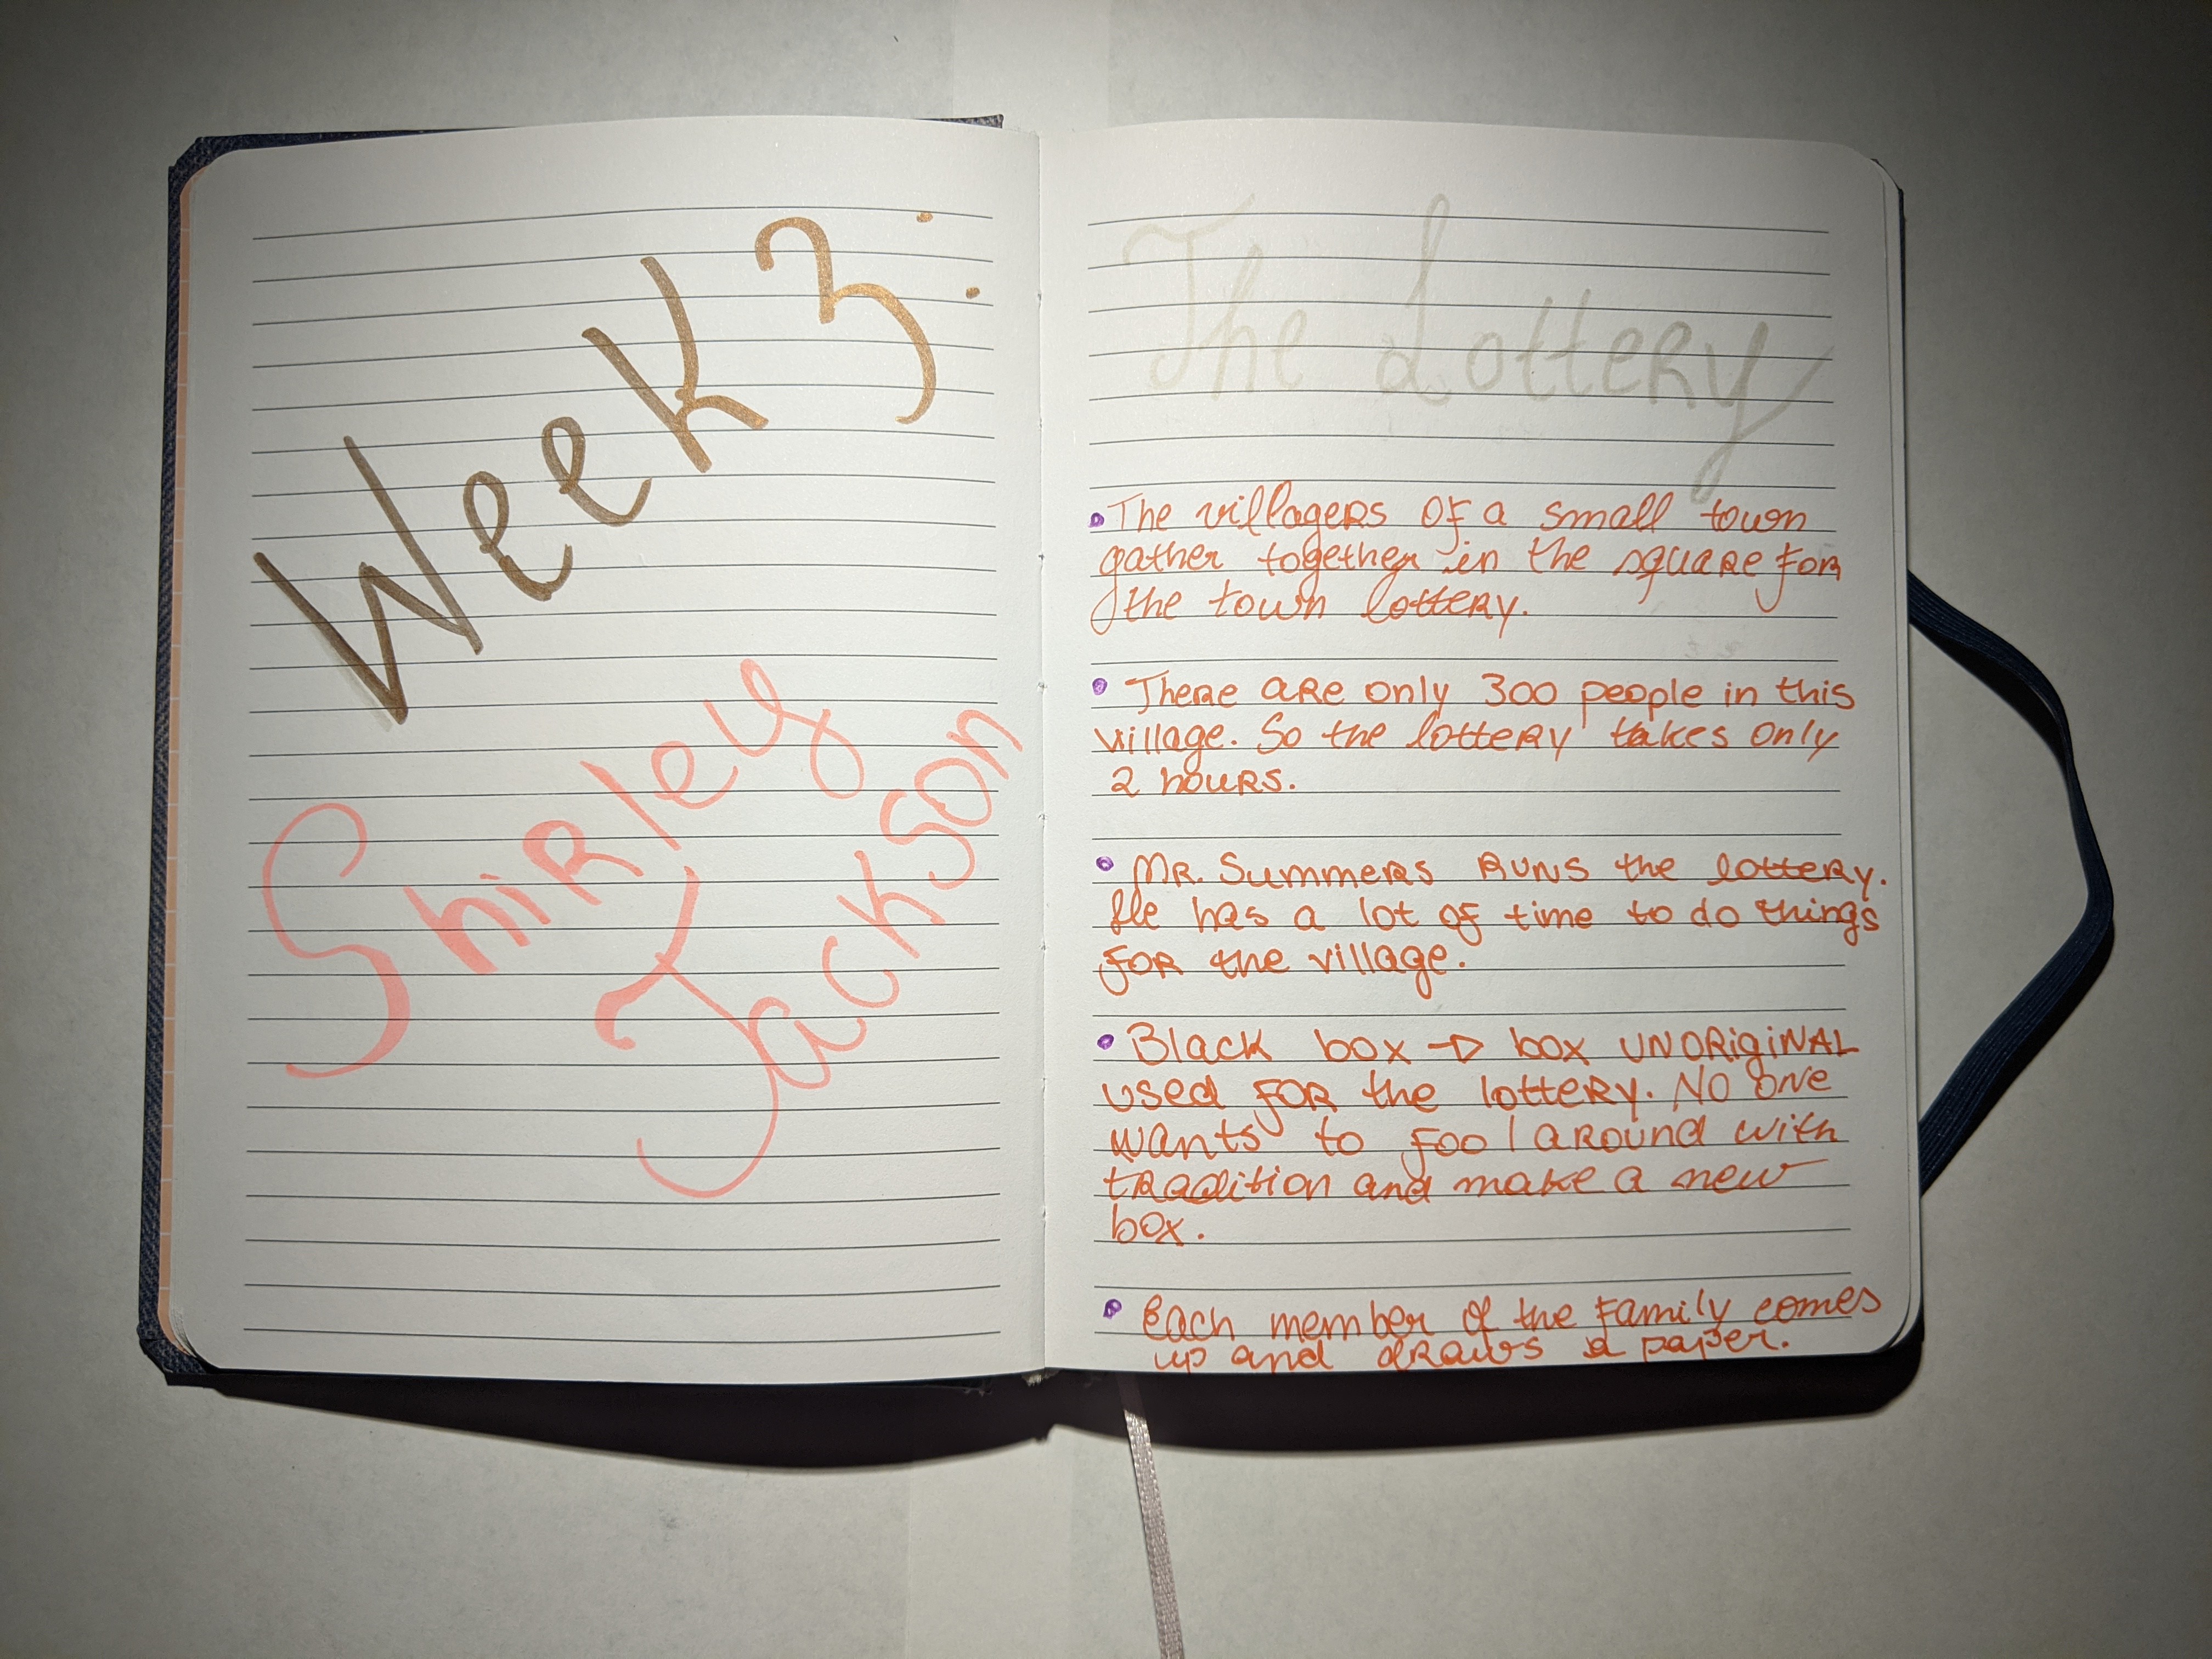 Week 3:
Shirley
Jackson
The Lottery
• The villagers of a small town
gather together in the square for
the town lottery.
• There are only 300 people in this
village. So the lottery takes only
2 hours.
• Mr. Summers runs the lottery.
He has a lot of time to do things
for the village.
• Black box → box UNORIGINAL
used for the lottery. No one
wants to fool around with
tradition and make a new
box.
• Each member of the family comes
up and draws a paper.